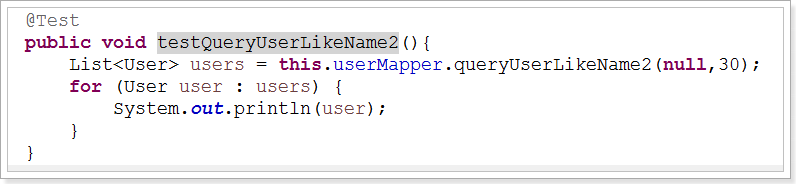 @Test
public void testQueryUserLikeName2(){
    List<User> users = this.userMapper.queryUserLikeName2(null,30);
    for (User user : users) {
        System.out.println(user);
    }
}